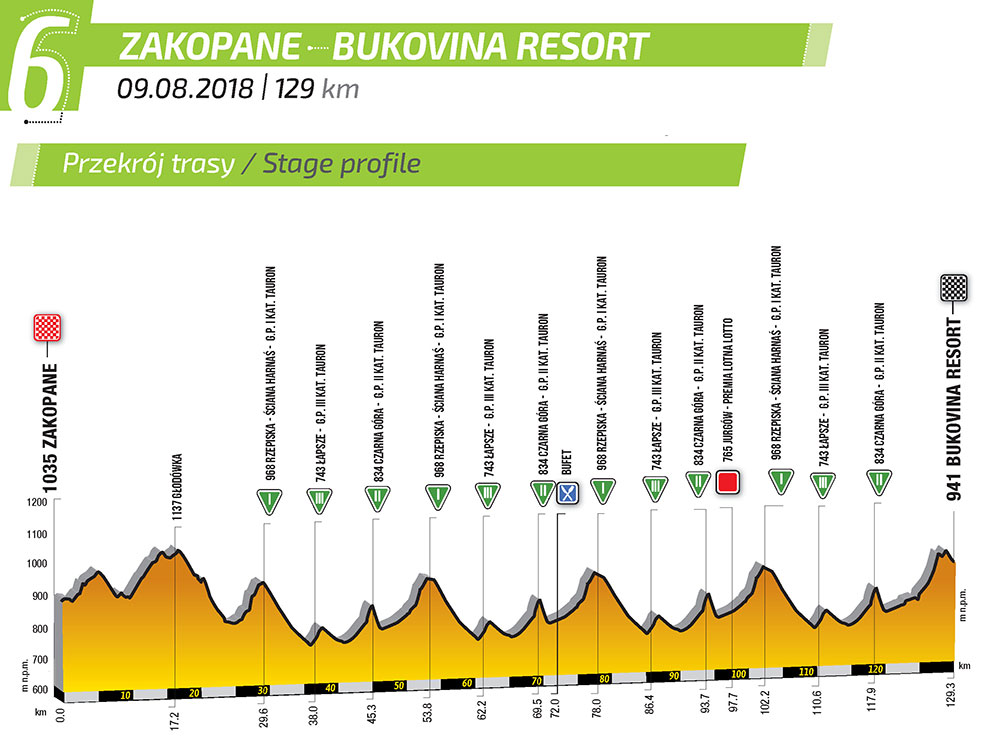 6
ZAKOPANE BUKOVINA RESORT
09.08.2018 | 129 km
Przekrój trasy / Stage profile
1035 ZAKOPANE
1137 GŁODÓWKA
968 RZEPISKA - ŚCIANA HARNAŚ - G.P. I KAT. TAURON
I
743 ŁAPSZE - G.P. III KAT. TAURON
III
834 CZARNA GÓRA - G.P. II KAT. TAURON
II
968 RZEPISKA - ŚCIANA HARNAŚ - G.P. I KAT. TAURON
I
743 ŁAPSZE - G.P. III KAT. TAURON
III
834 CZARNA GÓRA - G.P. II KAT. TAURON
II
BUFET
968 RZEPISKA - ŚCIANA HARNAŚ - G.P. I KAT. TAURON
I
743 ŁAPSZE - G.P. III KAT. TAURON
III
834 CZARNA GÓRA - G.P. II KAT. TAURON
II
765 JURGÓW - PREMIA LOTNA LOTTO
968 RZEPISKA - ŚCIANA HARNAŚ - G.P. I KAT. TAURON
I
743 ŁAPSZE - G.P. III KAT. TAURON
III
834 CZARNA GÓRA - G.P. II KAT. TAURON
II
941 BUKOVINA RESORT
1200
1100
1000
900
800
700
600
m n.p.m.
m n.p.m.
10 20 30 40 50 60 70 80 90 100 110 120
km
km
0.0 17.2 29.6 38.0 45.3 53.8 62.2 69.5 72.0 78.0 86.4 93.7 97.7 102.2 110.6 117.9 129.3